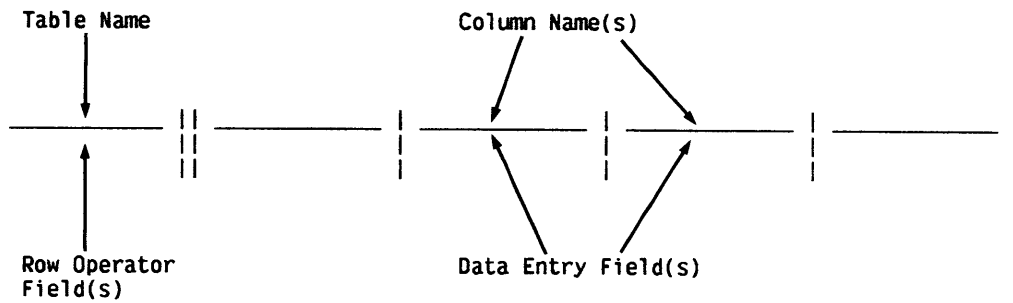 Table Name
Column Name(s)
Row Operator
Field(s)
Data Entry Field(s)